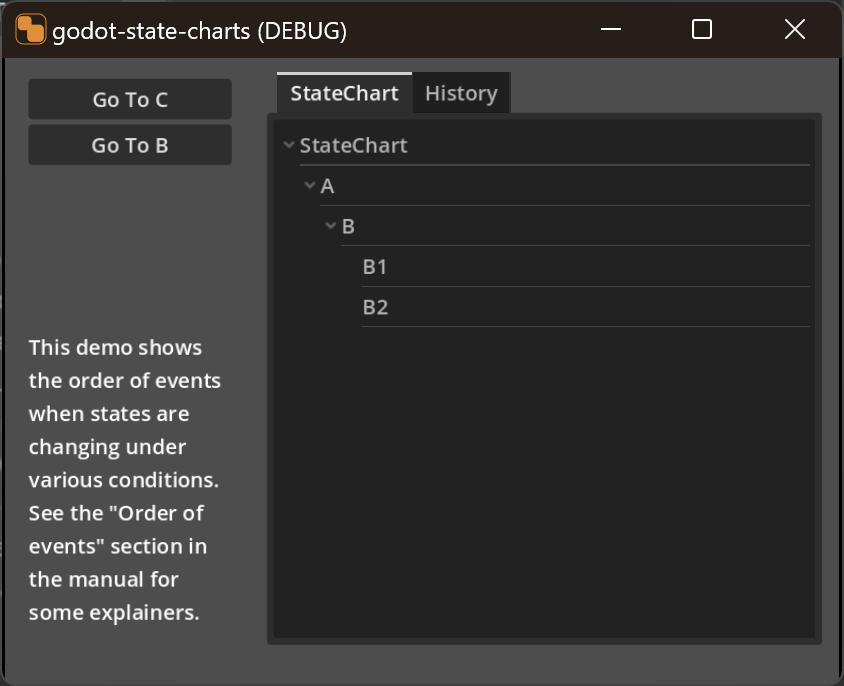 godot-state-charts (DEBUG)
Go To C
Go To B
This demo shows
the order of events
when states are
changing under
various conditions.
See the "Order of
events" section in
the manual for
some explainers.
StateChart History
StateChart
A
B
B1
B2